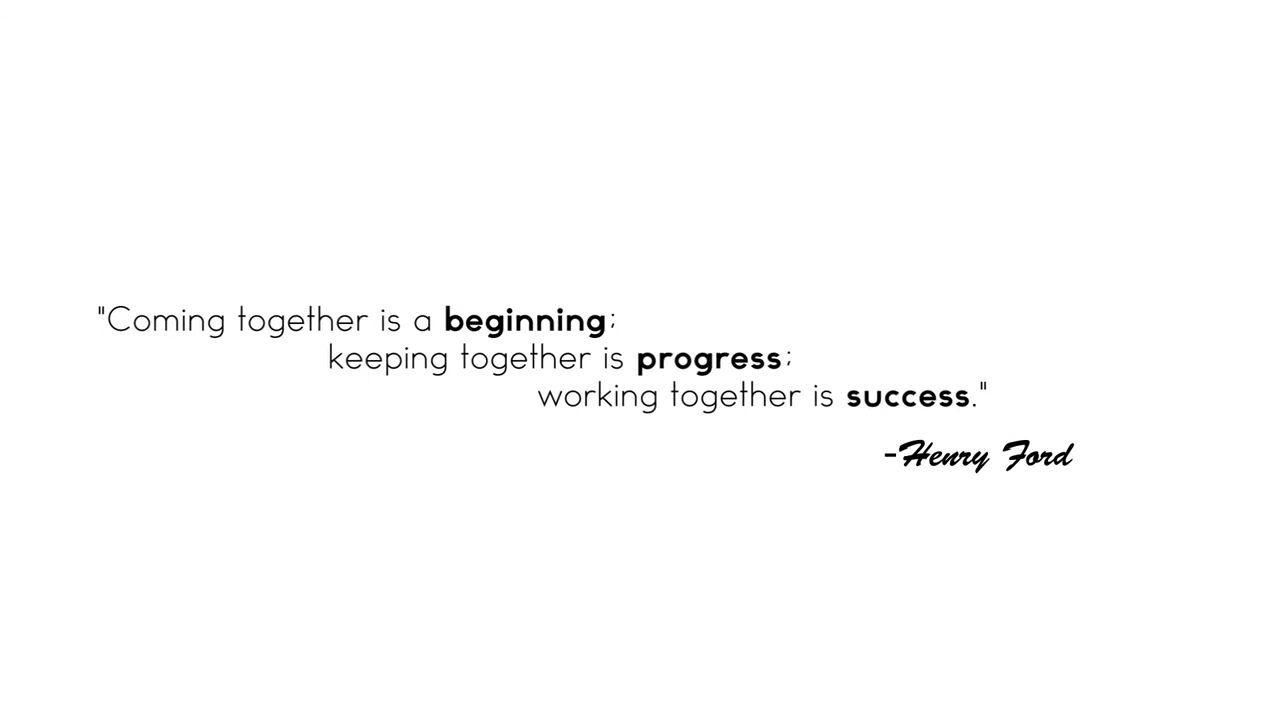 "Coming together is a beginning;
keeping together is progress;
working together is success."
-Henry Ford